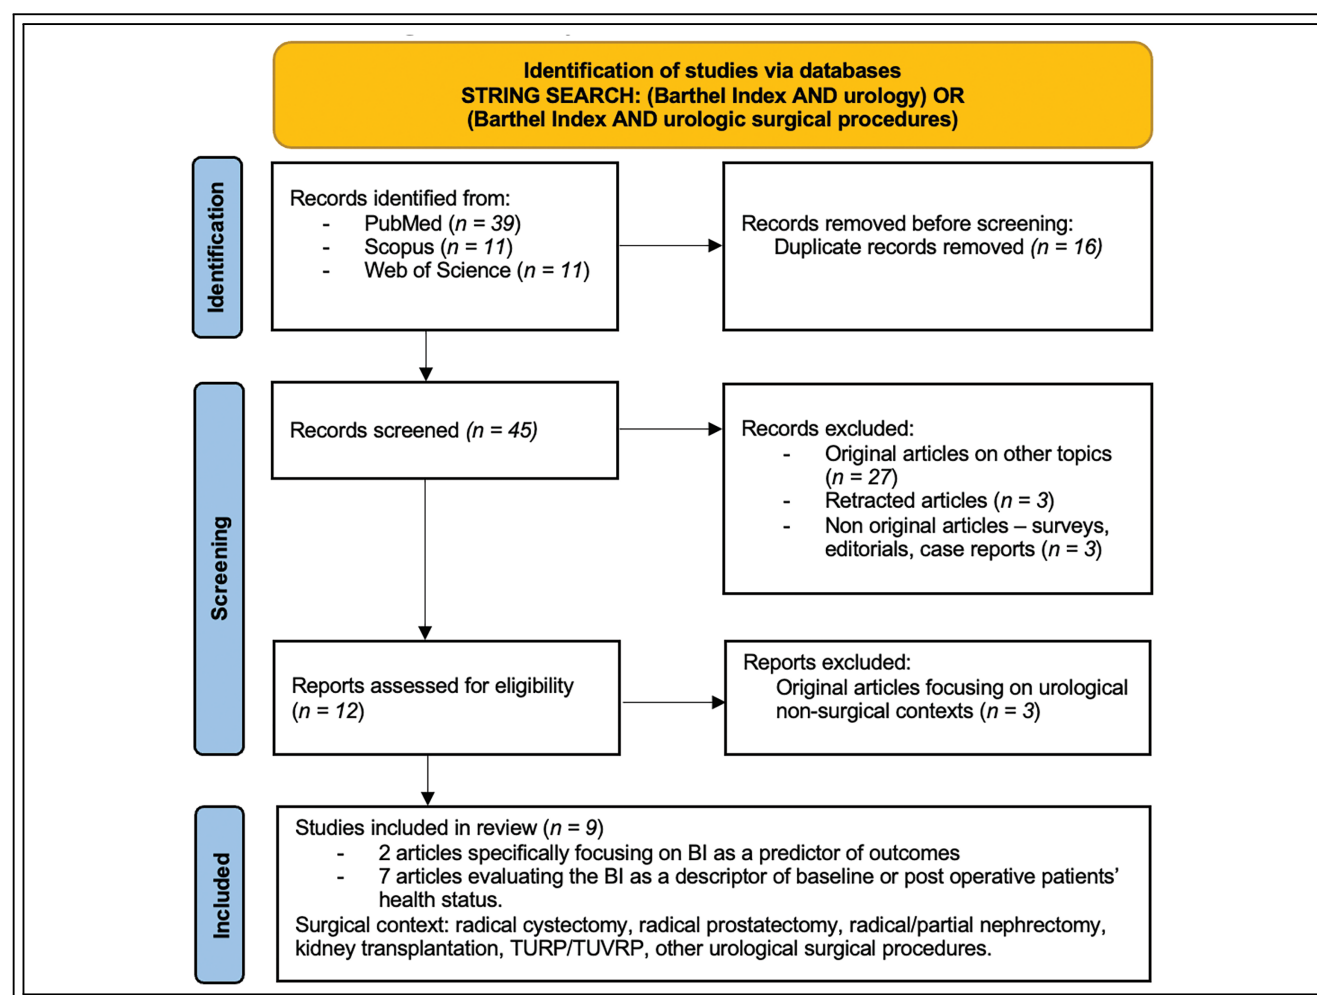 Identification of studies via databases
STRING SEARCH: (Barthel Index AND urology) OR
(Barthel Index AND urologic surgical procedures)
Identification
Records identified from:
- PubMed (n = 39)
- Scopus (n = 11)
- Web of Science (n = 11)
Records removed before screening:
Duplicate records removed (n = 16)
Screening
Records screened (n = 45)
Records excluded:
- Original articles on other topics
(n = 27)
- Retracted articles (n = 3)
- Non original articles – surveys,
editorials, case reports (n = 3)
Reports assessed for eligibility
(n = 12)
Reports excluded:
Original articles focusing on urological
non-surgical contexts (n = 3)
Included
Studies included in review (n = 9)
- 2 articles specifically focusing on BI as a predictor of outcomes
- 7 articles evaluating the BI as a descriptor of baseline or post operative patients’
health status.
Surgical context: radical cystectomy, radical prostatectomy, radical/partial nephrectomy,
kidney transplantation, TURP/TUVRP, other urological surgical procedures.